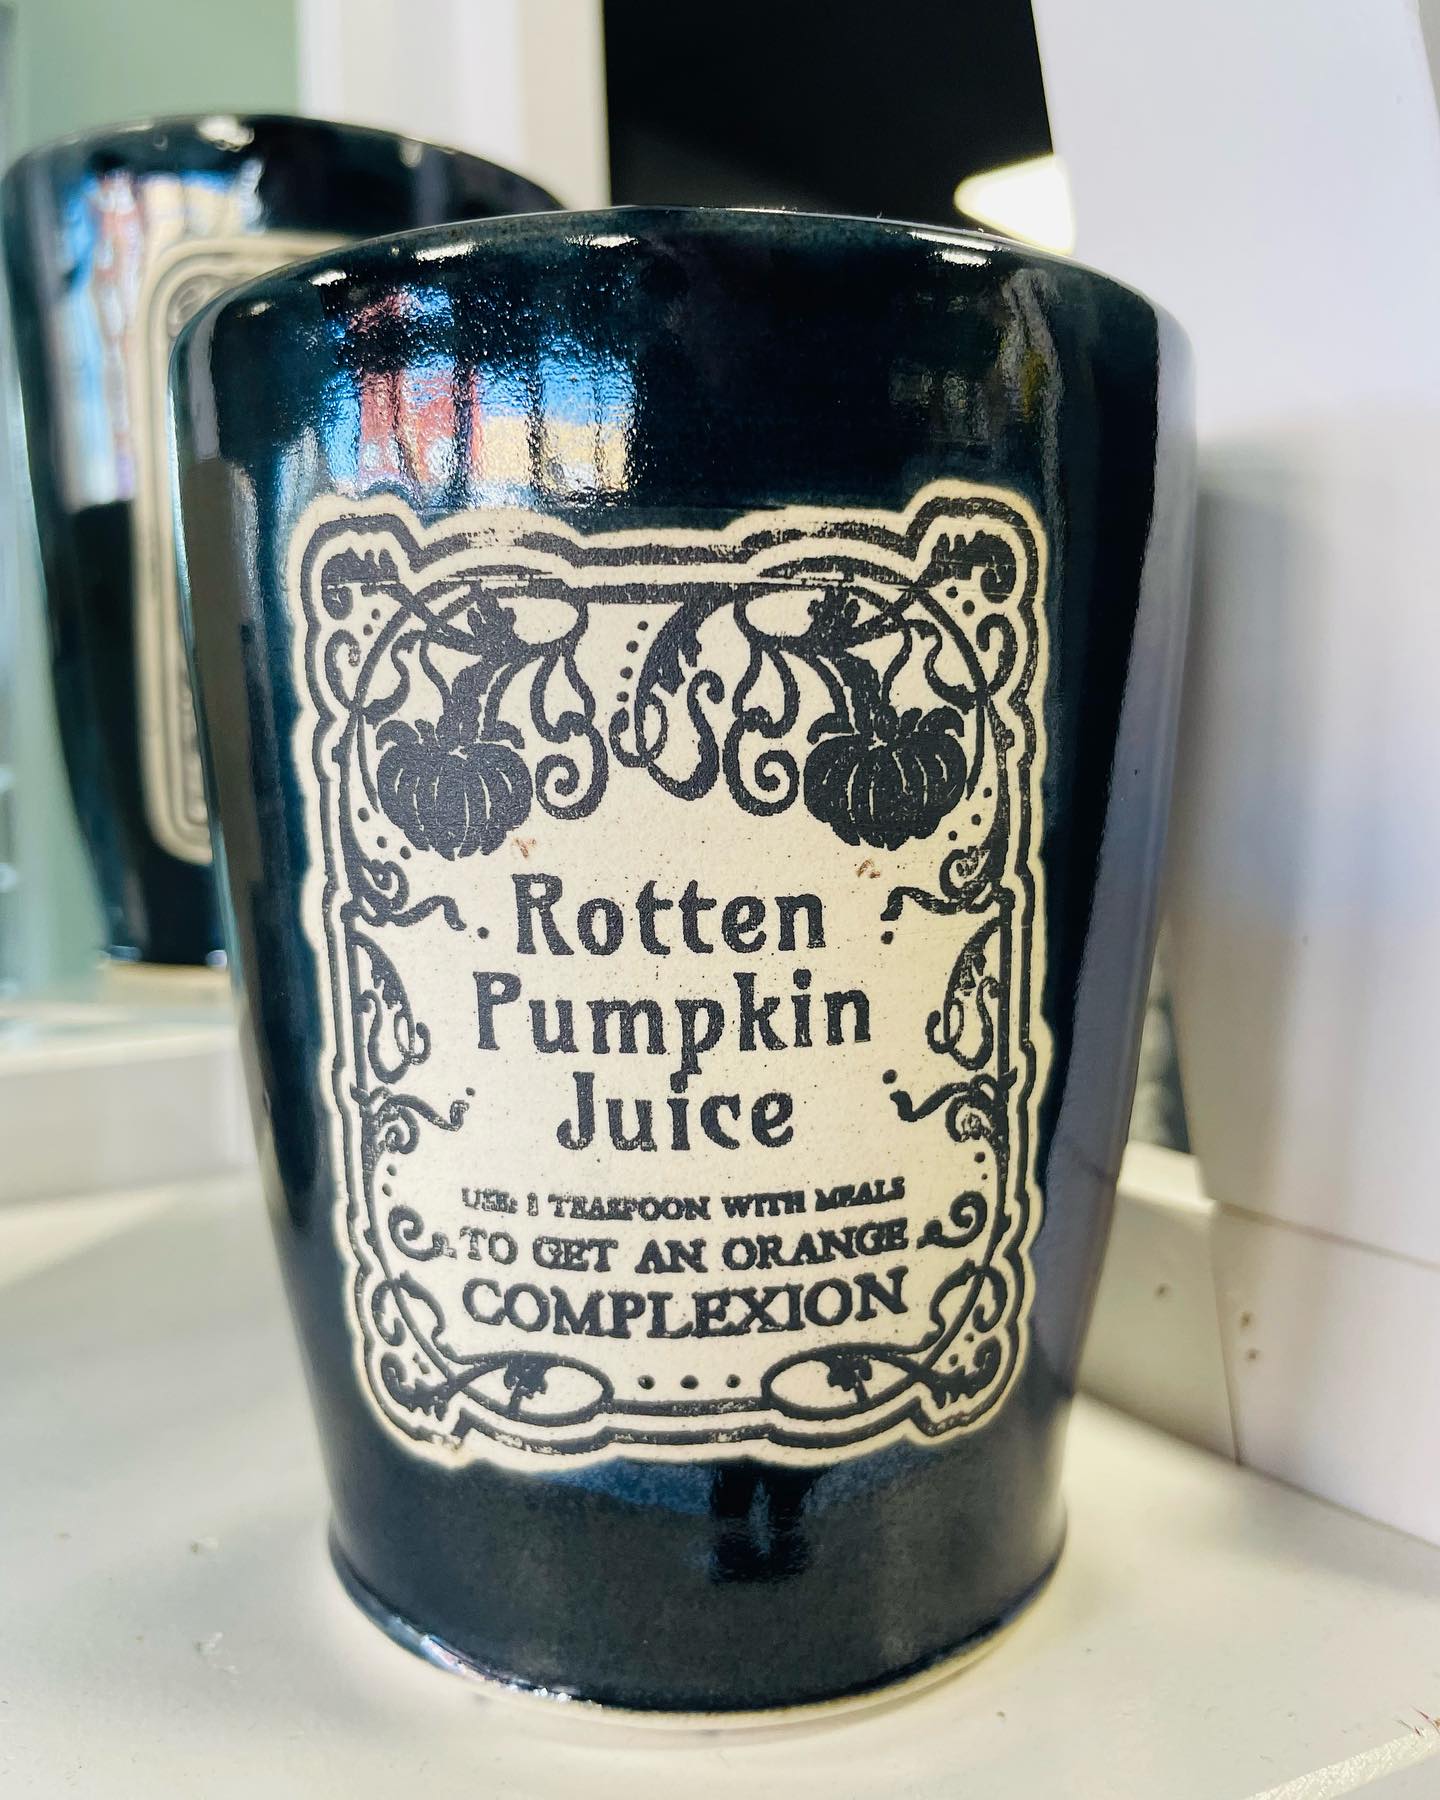 Rotten
Pumpkin
Juice
USE: 1 TEASPOON WITH MEALS
TO GET AN ORANGE
COMPLEXION